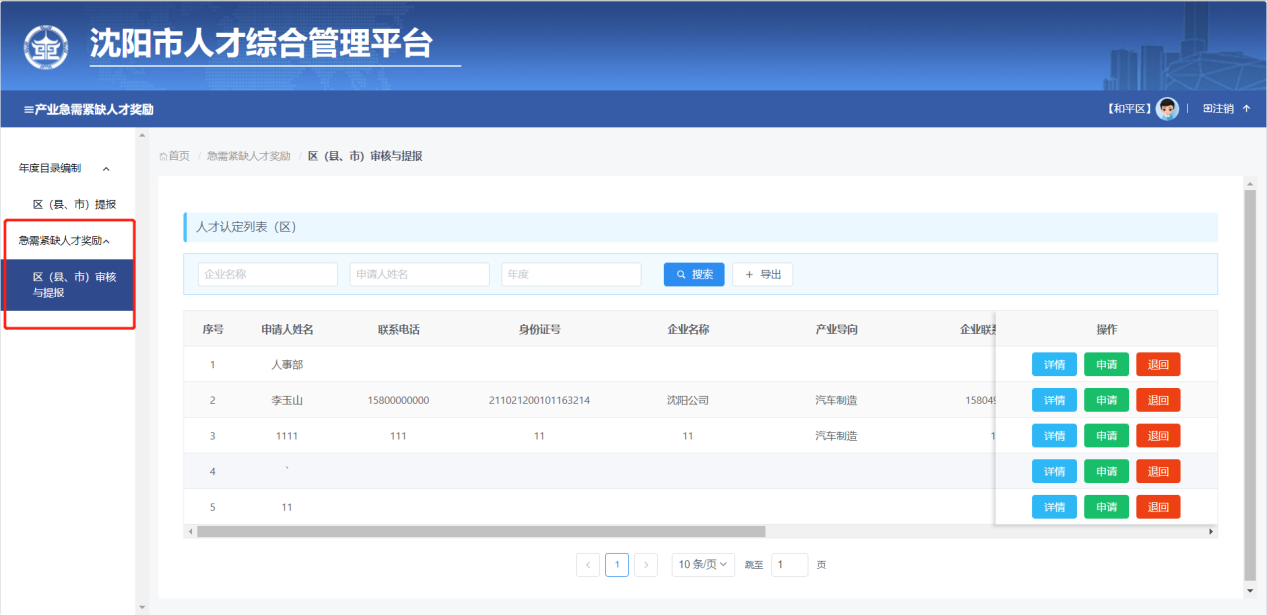 沈阳市人才综合管理平台
产业急需紧缺人才奖励
【和平区】 注销
年度目录编制
区（县、市）提报
急需紧缺人才奖励
区（县、市）审核
与提报
首页 / 急需紧缺人才奖励 / 区（县、市）审核与提报
人才认定列表（区）
企业名称 申请人姓名 年度 搜索 + 导出
序号 申请人姓名 联系电话 身份证号 企业名称 产业导向 企业联 操作
1 人事部 详情 申请 退回
2 李玉山 15800000000 211021200101163214 沈阳公司 汽车制造 158049 详情 申请 退回
3 1111 111 11 11 汽车制造 1 详情 申请 退回
4 ` 详情 申请 退回
5 11 详情 申请 退回
< 1 > 10 条/页 跳至 1 页